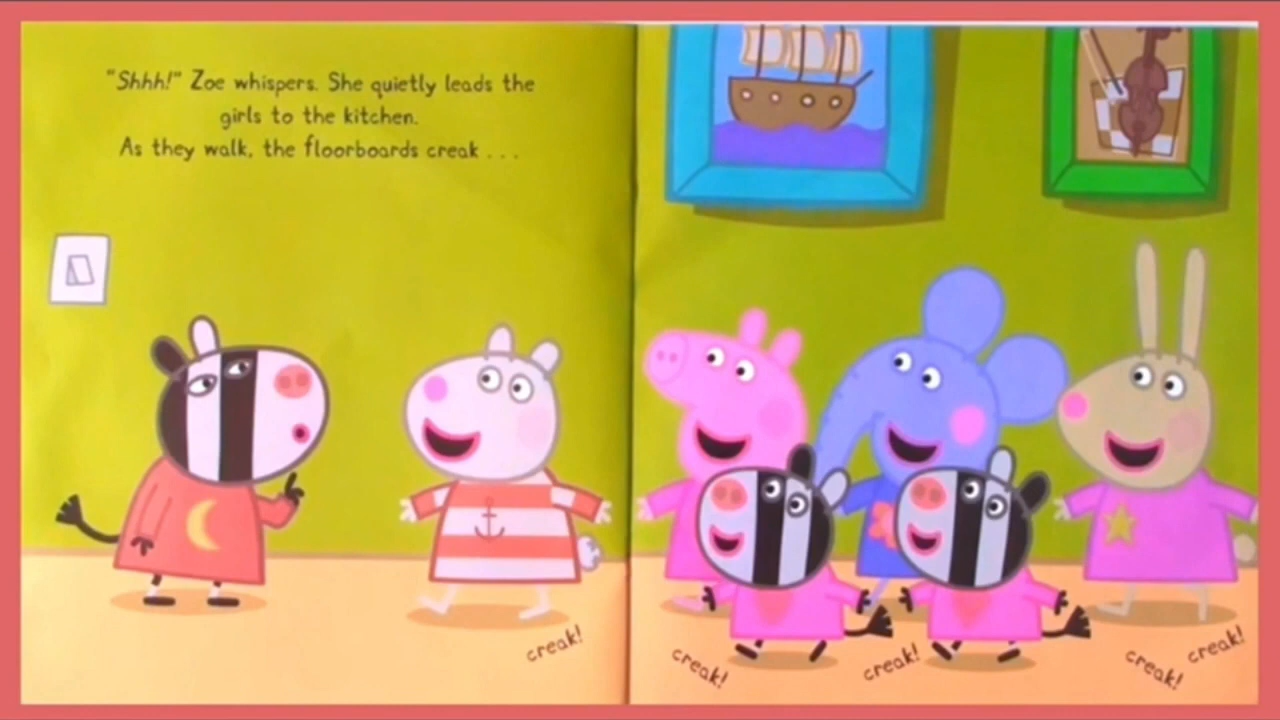 "Shhh!" Zoe whispers. She quietly leads the
girls to the kitchen.
As they walk, the floorboards creak . . .
creak!
creak!
creak!
creak!
creak!